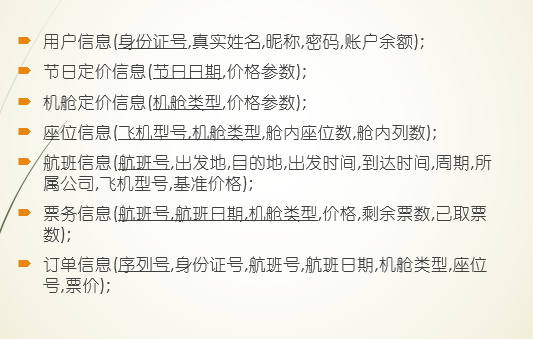 用户信息(身份证号,真实姓名,昵称,密码,账户余额);
节日定价信息(节日日期,价格参数);
机舱定价信息(机舱类型,价格参数);
座位信息(飞机型号,机舱类型,舱内座位数,舱内列数);
航班信息(航班号,出发地,目的地,出发时间,到达时间,周期,所
属公司,飞机型号,基准价格);
票务信息(航班号,航班日期,机舱类型,价格,剩余票数,已取票
数);
订单信息(序列号,身份证号,航班号,航班日期,机舱类型,座位
号,票价);